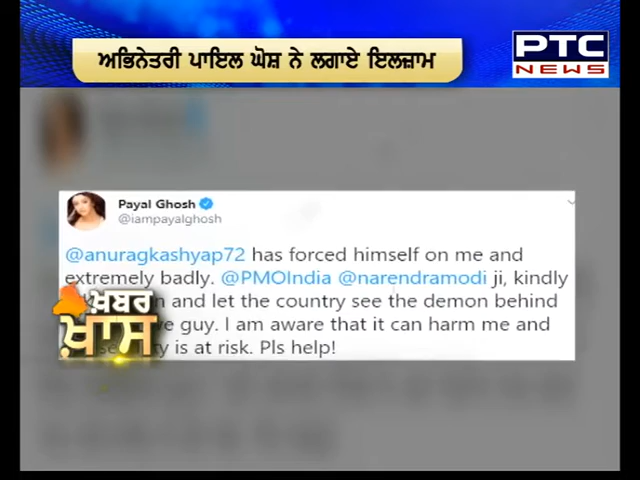 ਅਭਿਨੇਤਰੀ ਪਾਇਲ ਘੋਸ਼ ਨੇ ਲਗਾਏ ਇਲਜ਼ਾਮ
PTC
NEWS
Payal Ghosh
@iampayalghosh
@anuragkashyap72 has forced himself on me and
extremely badly. @PMOIndia @narendramodi ji, kindly
and let the country see the demon behind
guy. I am aware that it can harm me and
is at risk. Pls help!
ਖ਼ਬਰ
ਖ਼ਾਸ